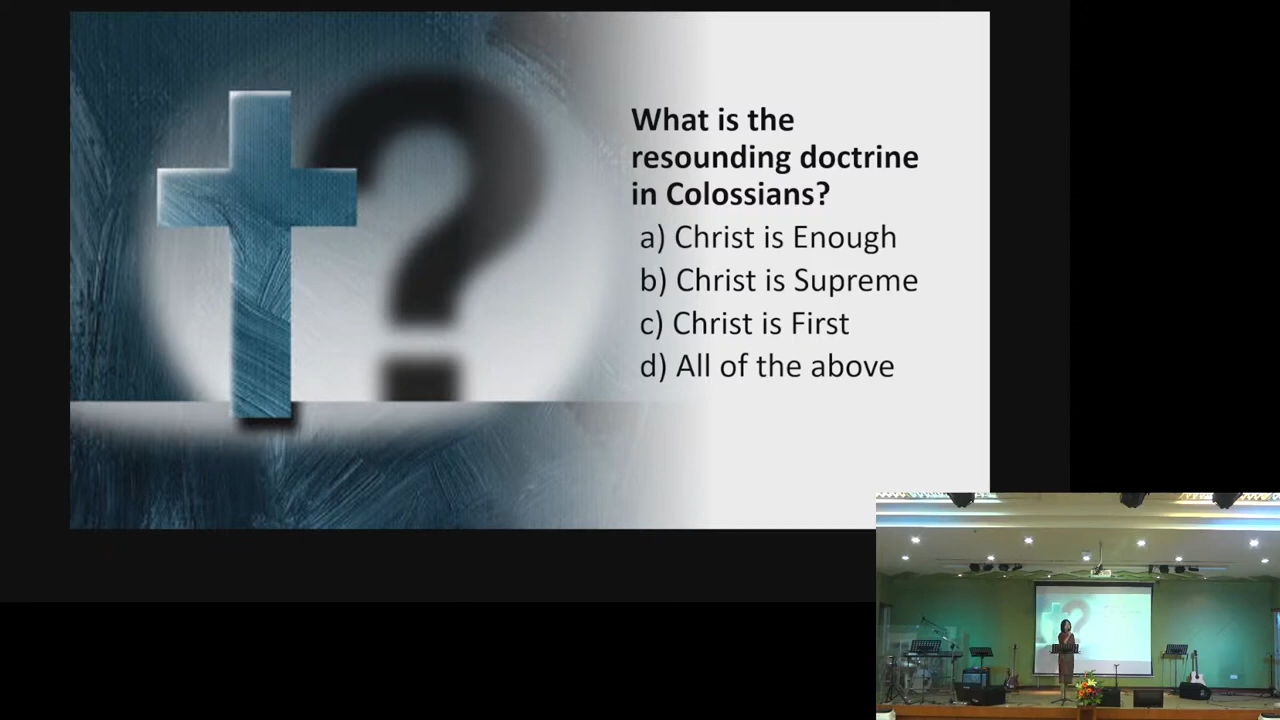 What is the
resounding doctrine
in Colossians?
a) Christ is Enough
b) Christ is Supreme
c) Christ is First
d) All of the above